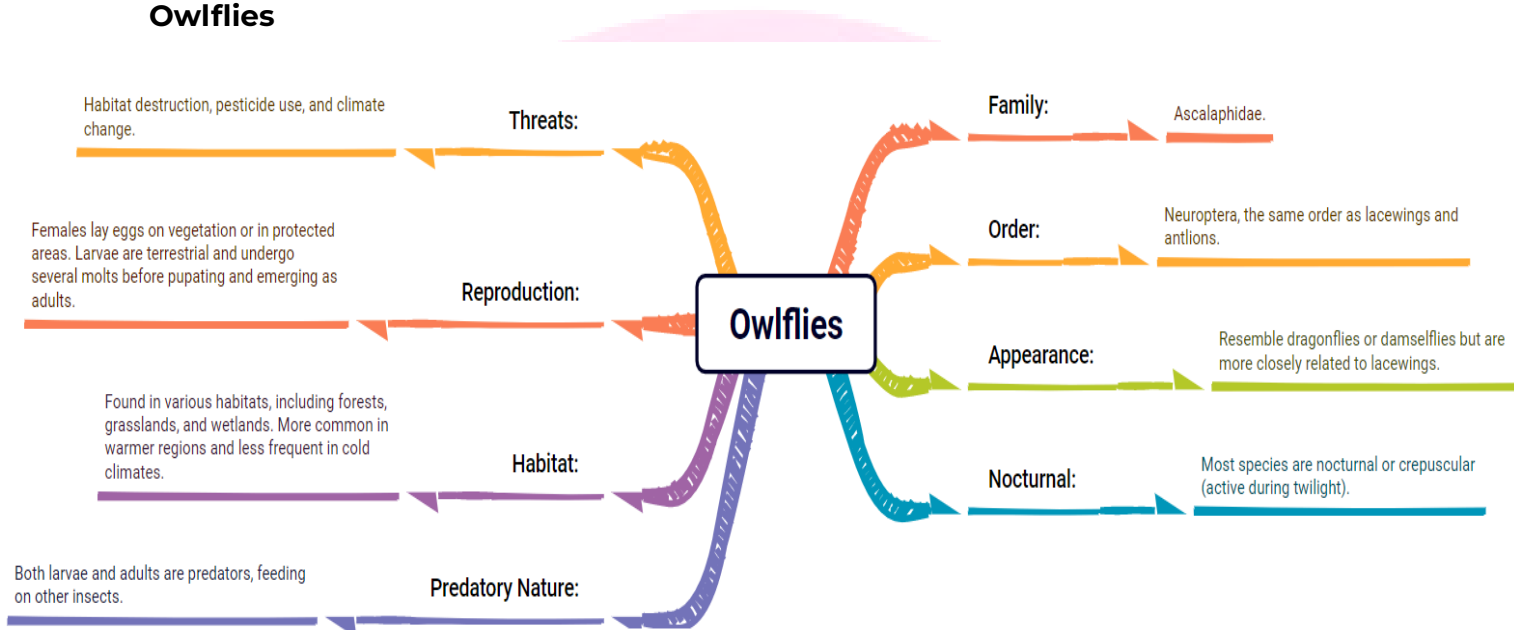 Owlflies
Habitat destruction, pesticide use, and climate
change.
Threats:
Females lay eggs on vegetation or in protected
areas. Larvae are terrestrial and undergo
several molts before pupating and emerging as
adults.
Reproduction:
Found in various habitats, including forests,
grasslands, and wetlands. More common in
warmer regions and less frequent in cold
climates.
Habitat:
Both larvae and adults are predators, feeding
on other insects.
Predatory Nature:
Owlflies
Family:
Ascalaphidae.
Order:
Neuroptera, the same order as lacewings and
antlions.
Appearance:
Resemble dragonflies or damselflies but are
more closely related to lacewings.
Nocturnal:
Most species are nocturnal or crepuscular
(active during twilight).